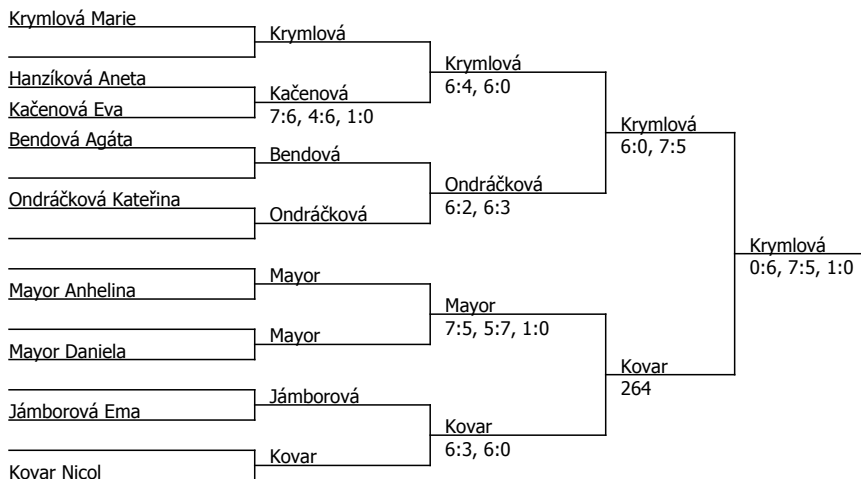 Krymlová Marie
Krymlová
Krymlová
6:4, 6:0
Hanzíková Aneta
Kačenová
7:6, 4:6, 1:0
Kačenová Eva
Krymlová
6:0, 7:5
Bendová Agáta
Bendová
Ondráčková
6:2, 6:3
Ondráčková Kateřina
Ondráčková
Krymlová
0:6, 7:5, 1:0
Mayor
Mayor Anhelina
Mayor
7:5, 5:7, 1:0
Mayor
Mayor Daniela
Kovar
264
Jámborová
Jámborová Ema
Kovar
6:3, 6:0
Kovar
Kovar Nicol